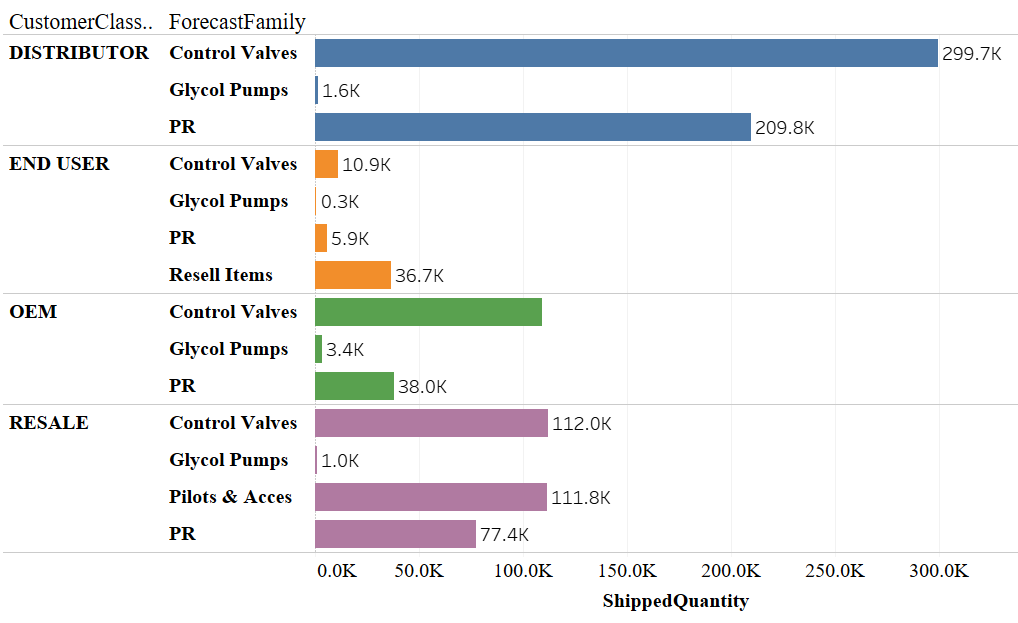 CustomerClass.. ForecastFamily
DISTRIBUTOR Control Valves 299.7K
Glycol Pumps 1.6K
PR 209.8K
END USER Control Valves 10.9K
Glycol Pumps 0.3K
PR 5.9K
Resell Items 36.7K
OEM Control Valves
Glycol Pumps 3.4K
PR 38.0K
RESALE Control Valves 112.0K
Glycol Pumps 1.0K
Pilots & Acces 111.8K
PR 77.4K
0.0K 50.0K 100.0K 150.0K 200.0K 250.0K 300.0K
ShippedQuantity